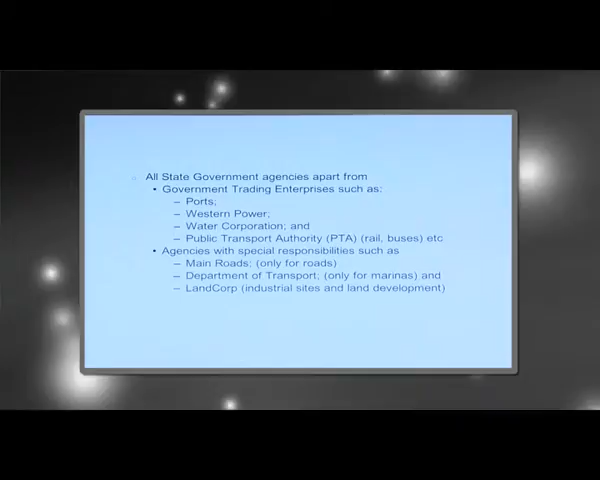 All State Government agencies apart from
• Government Trading Enterprises such as:
– Ports;
– Western Power;
– Water Corporation; and
– Public Transport Authority (PTA) (rail, buses) etc
• Agencies with special responsibilities such as
– Main Roads; (only for roads)
– Department of Transport; (only for marinas) and
– LandCorp (industrial sites and land development)